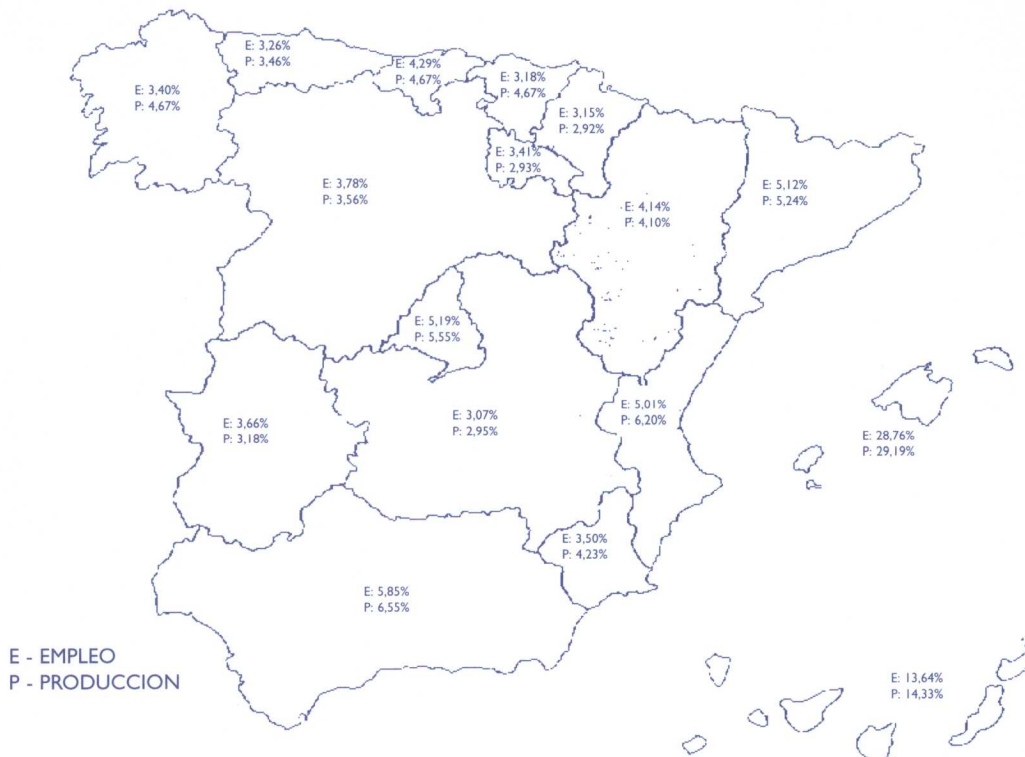 E: 3,26%
P: 3,46%
E: 4,29%
P: 4,67%
E: 3,18%
P: 4,67%
E: 3,40%
P: 4,67%
E: 3,15%
P: 2,92%
E: 3,41%
P: 2,93%
E: 3,78%
P: 3,56%
E: 4,14%
P: 4,10%
E: 5,12%
P: 5,24%
E: 5,19%
P: 5,55%
E: 3,66%
P: 3,18%
E: 3,07%
P: 2,95%
E: 5,01%
P: 6,20%
E: 28,76%
P: 29,19%
E: 3,50%
P: 4,23%
E: 5,85%
P: 6,55%
E - EMPLEO
P - PRODUCCION
E: 13,64%
P: 14,33%